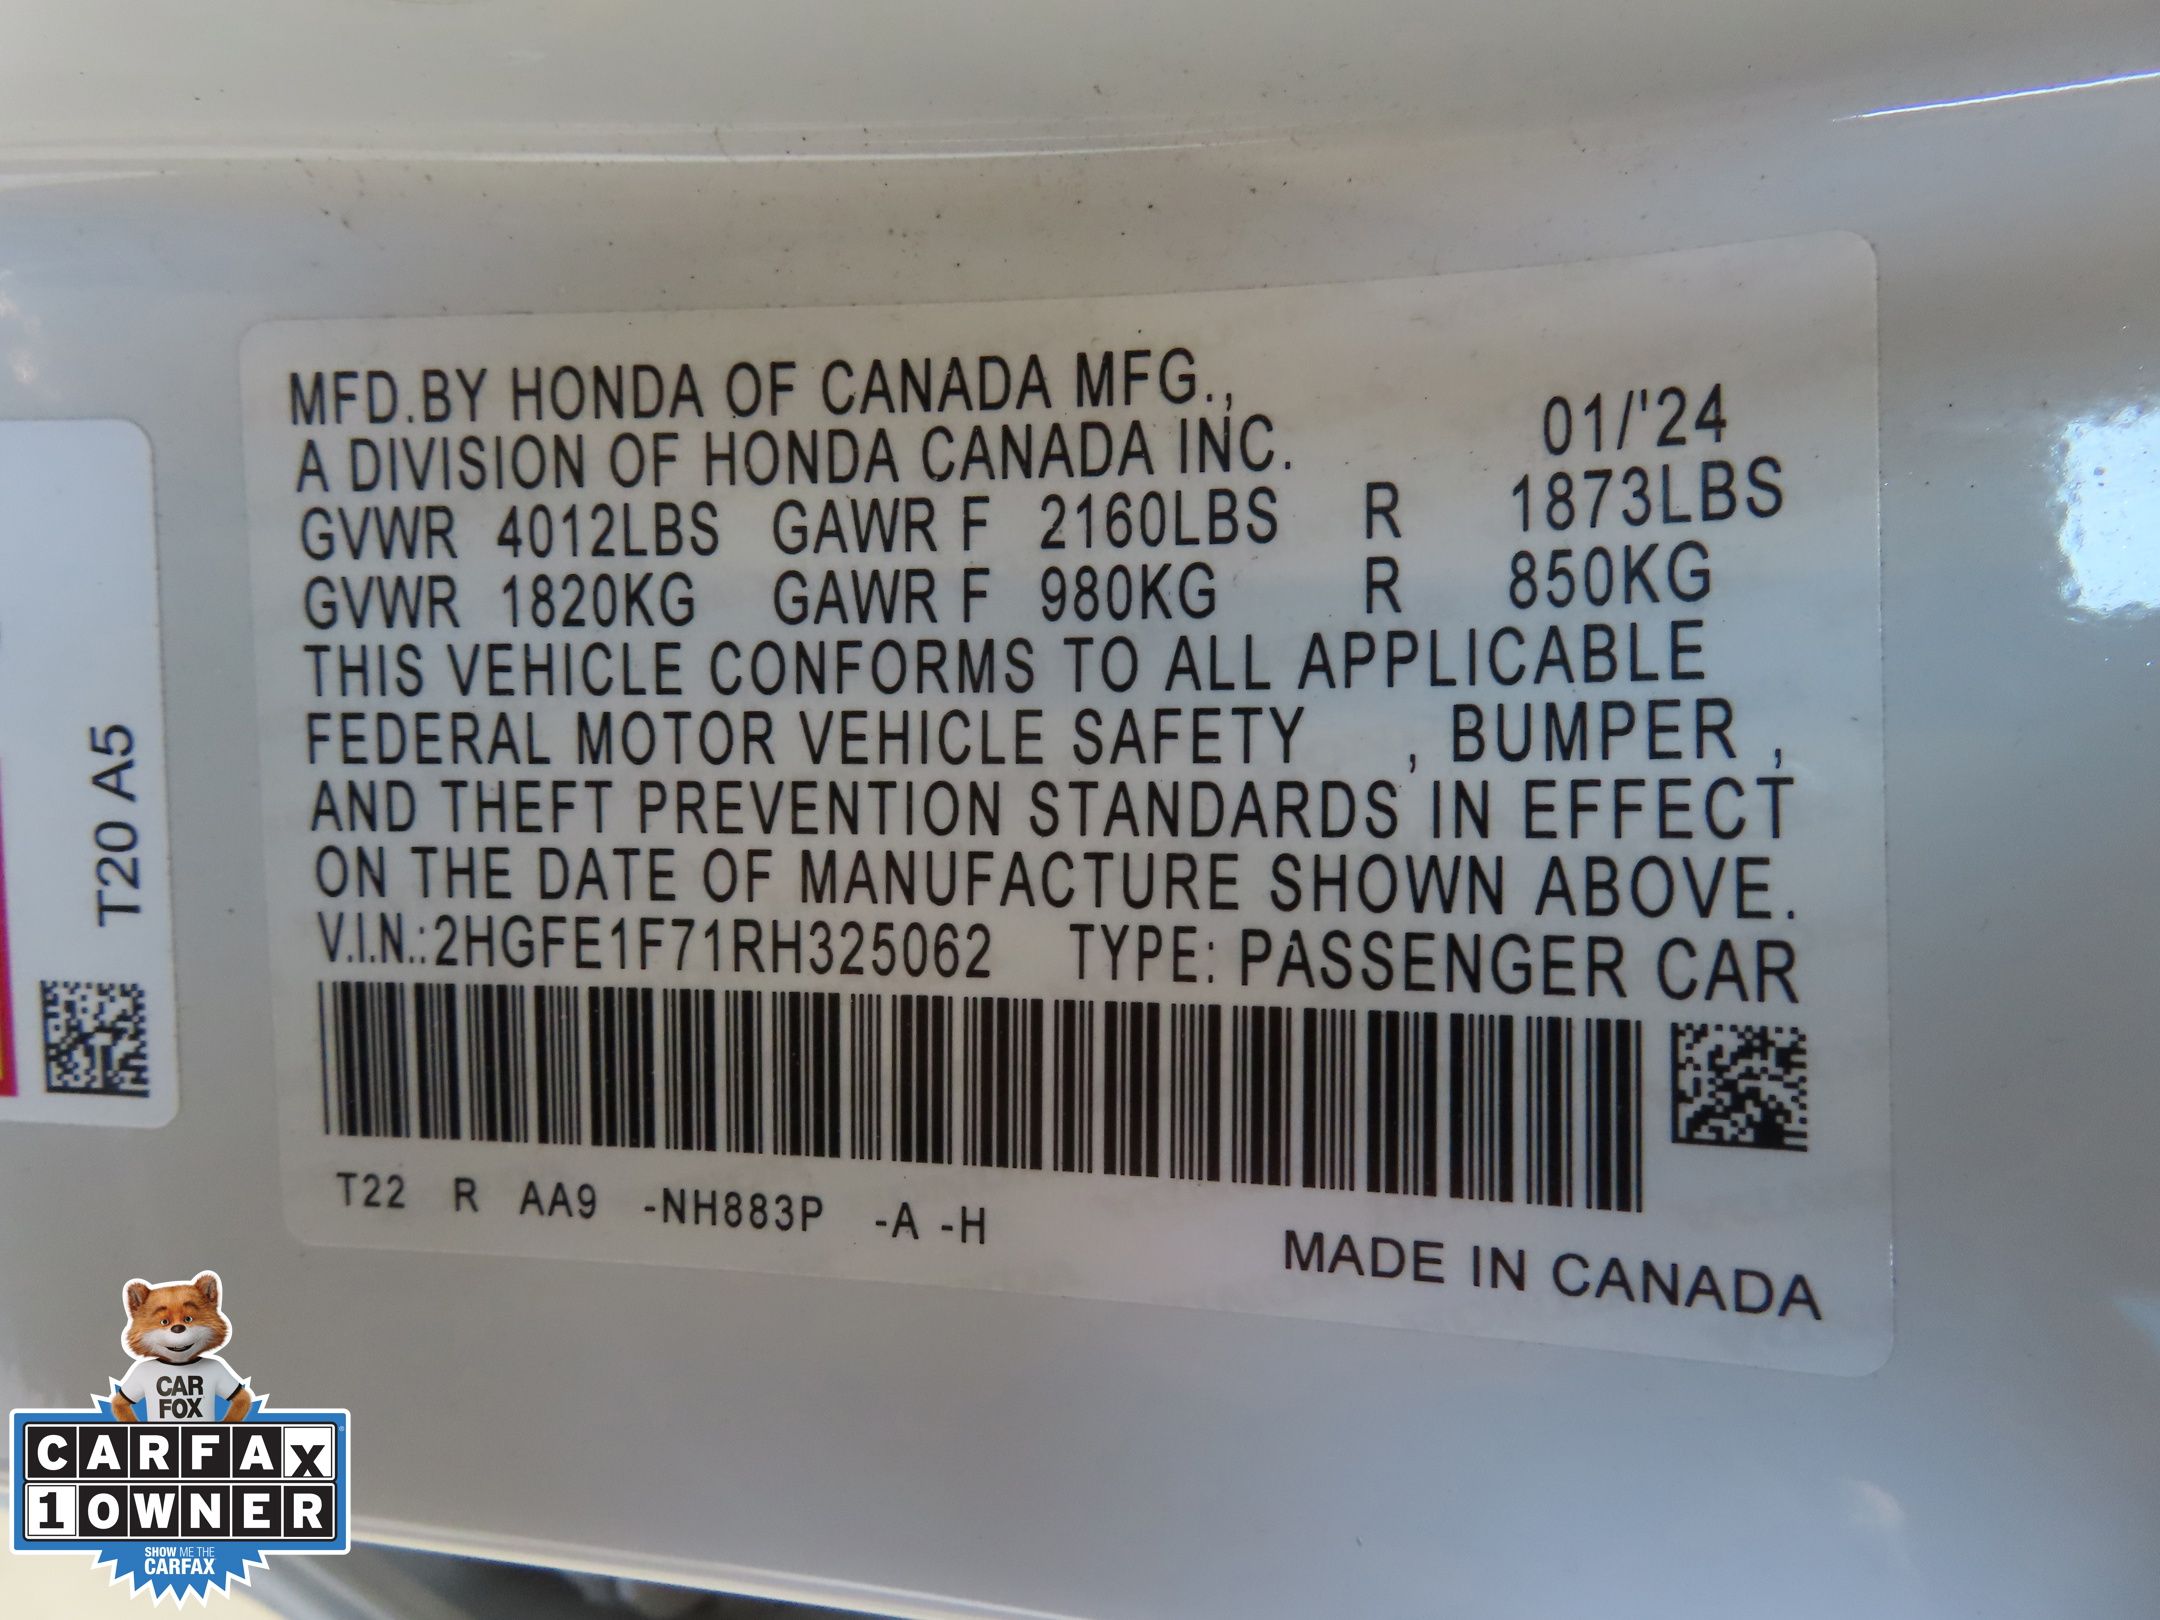 MFD.BY HONDA OF CANADA MFG.,
A DIVISION OF HONDA CANADA INC. 01/'24
GVWR 4012LBS GAWR F 2160LBS R 1873LBS
GVWR 1820KG GAWR F 980KG R 850KG
THIS VEHICLE CONFORMS TO ALL APPLICABLE
FEDERAL MOTOR VEHICLE SAFETY , BUMPER ,
AND THEFT PREVENTION STANDARDS IN EFFECT
ON THE DATE OF MANUFACTURE SHOWN ABOVE.
V.I.N.:2HGFE1F71RH325062 TYPE: PASSENGER CAR
T22 R AA9 -NH883P -A -H
MADE IN CANADA
T20 A5
CAR
FOX
CARFAX
1 OWNER
SHOW ME THE
CARFAX